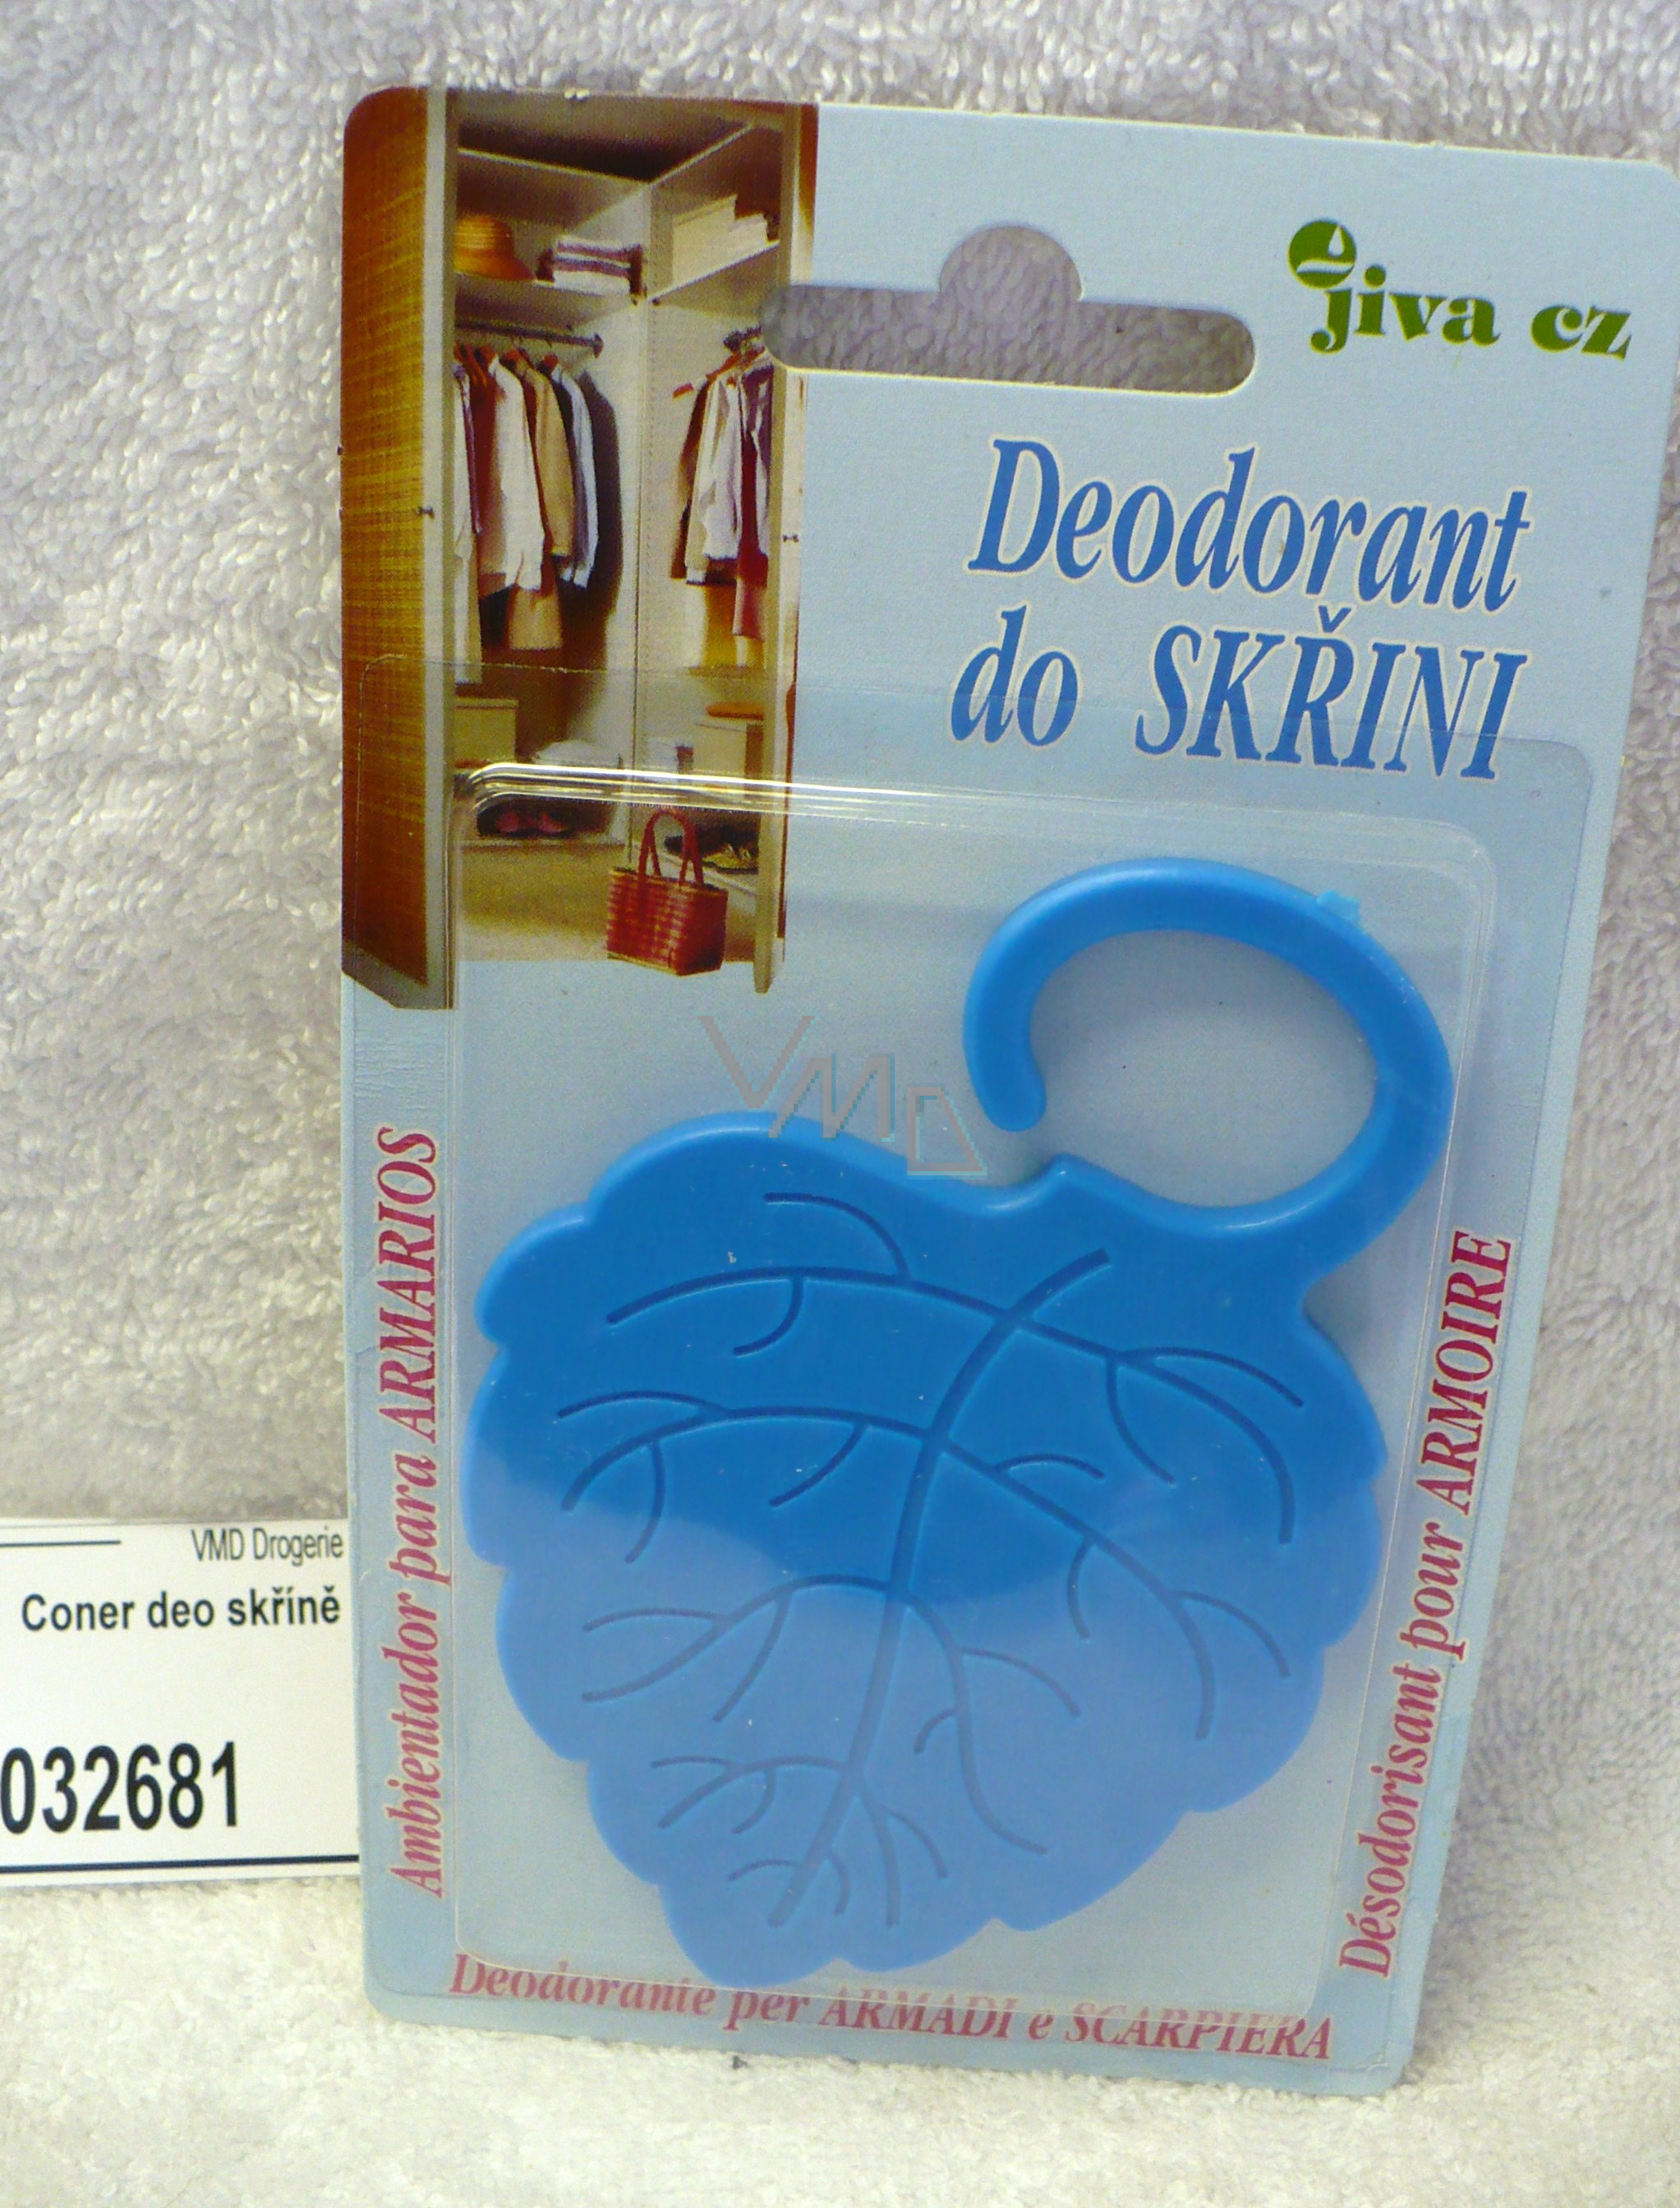 jiva cz
Deodorant
do SKŘINI
VMD
Ambientador para ARMARIOS
Désodorisant pour ARMOIRE
Deodorante per ARMADI e SCARPIERA
VMD Drogerie
Coner deo skříně
032681